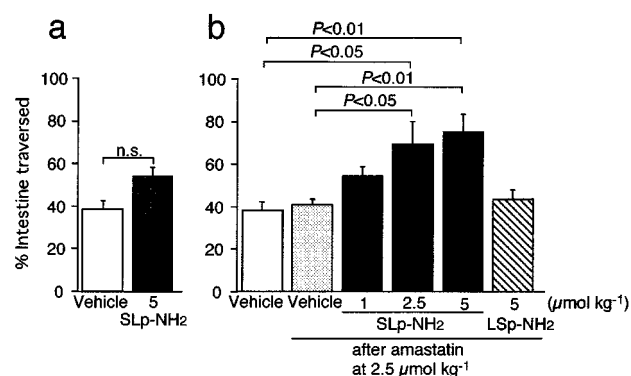 a
b
P<0.01
P<0.05
P<0.01
P<0.05
n.s.
% Intestine traversed
100
80
60
40
20
0
100
80
60
40
20
0
Vehicle 5
SLp-NH2
Vehicle Vehicle 1 2.5 5 5 (µmol kg-1)
SLp-NH2 LSp-NH2
after amastatin
at 2.5 µmol kg-1